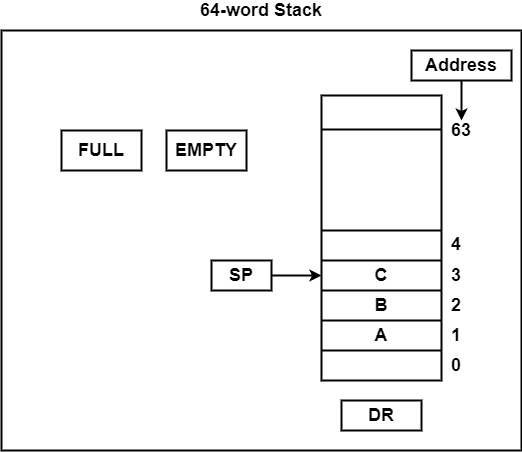 64-word Stack
Address
63
FULL
EMPTY
4
SP
C
3
B
2
A
1
0
DR